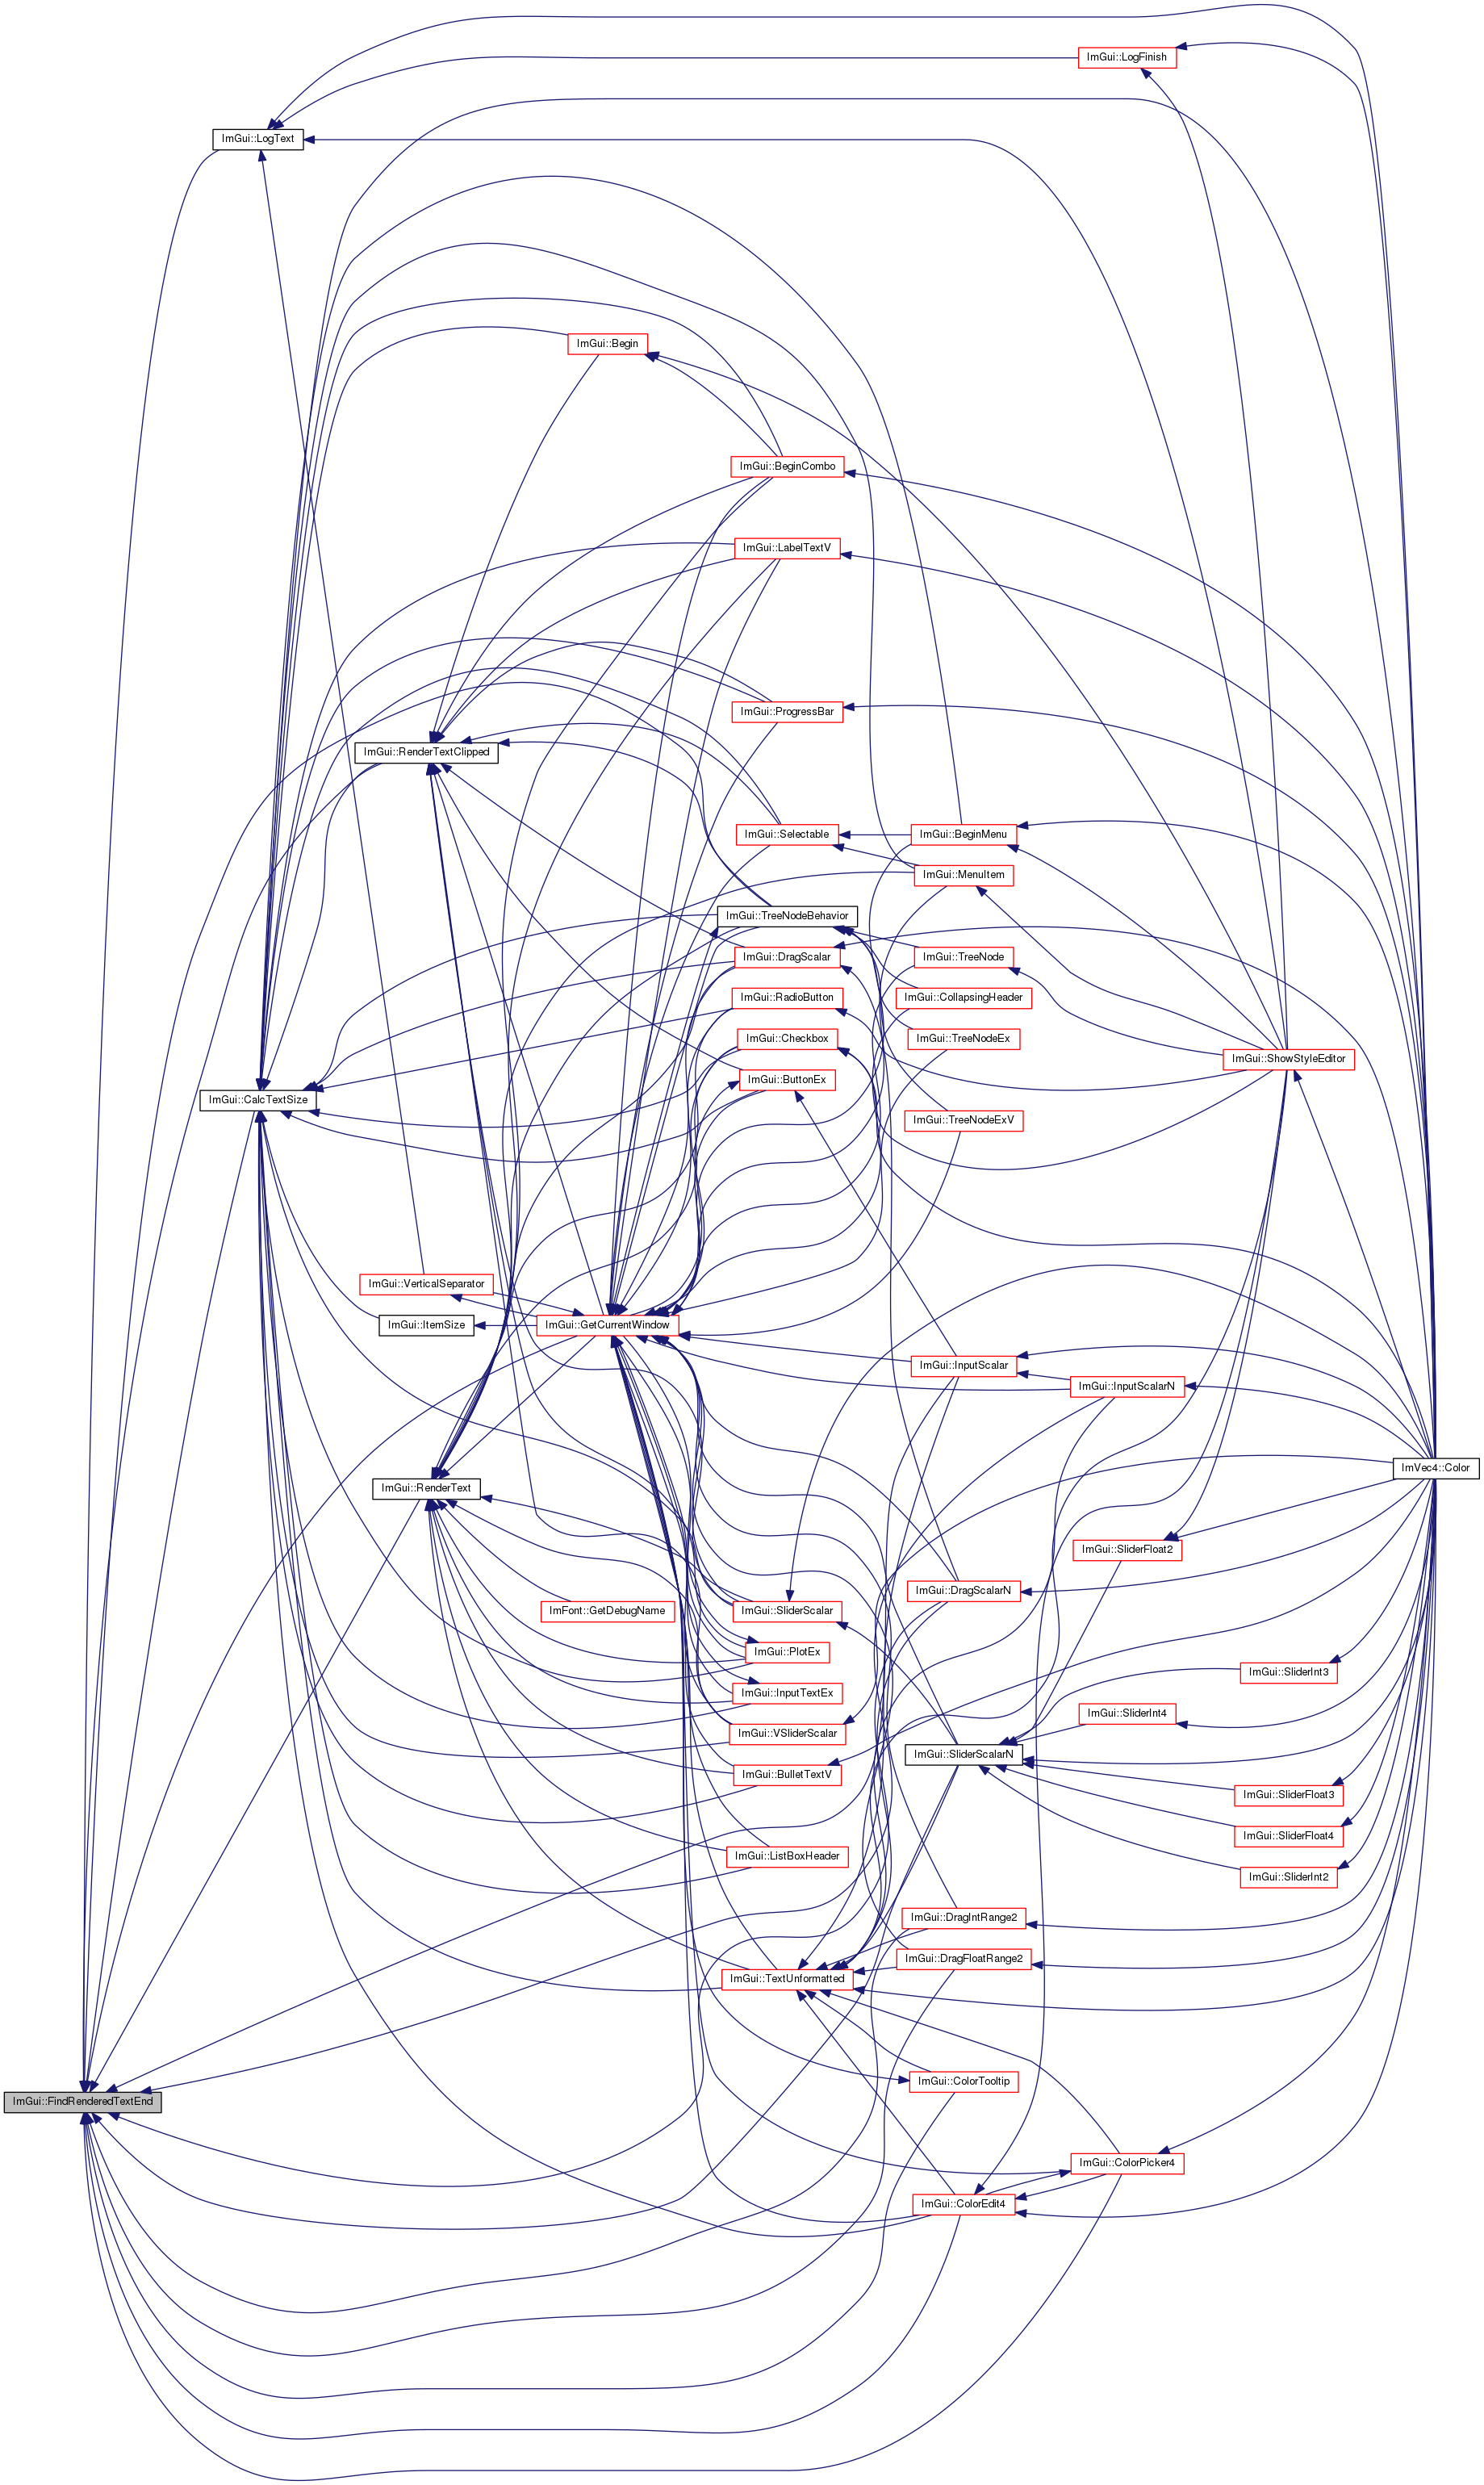 ImGui::LogFinish
ImGui::LogText
ImGui::Begin
ImGui::BeginCombo
ImGui::LabelTextV
ImGui::ProgressBar
ImGui::RenderTextClipped
ImGui::Selectable
ImGui::BeginMenu
ImGui::MenuItem
ImGui::TreeNodeBehavior
ImGui::DragScalar
ImGui::TreeNode
ImGui::RadioButton
ImGui::CollapsingHeader
ImGui::Checkbox
ImGui::TreeNodeEx
ImGui::ShowStyleEditor
ImGui::ButtonEx
ImGui::CalcTextSize
ImGui::TreeNodeExV
ImGui::VerticalSeparator
ImGui::ItemSize
ImGui::GetCurrentWindow
ImGui::InputScalar
ImGui::InputScalarN
ImVec4::Color
ImGui::RenderText
ImGui::SliderFloat2
ImGui::DragScalarN
ImFont::GetDebugName
ImGui::SliderScalar
ImGui::PlotEx
ImGui::SliderInt3
ImGui::InputTextEx
ImGui::SliderInt4
ImGui::VSliderScalar
ImGui::SliderScalarN
ImGui::BulletTextV
ImGui::SliderFloat3
ImGui::SliderFloat4
ImGui::ListBoxHeader
ImGui::SliderInt2
ImGui::DragIntRange2
ImGui::DragFloatRange2
ImGui::TextUnformatted
ImGui::ColorTooltip
ImGui::FindRenderedTextEnd
ImGui::ColorPicker4
ImGui::ColorEdit4